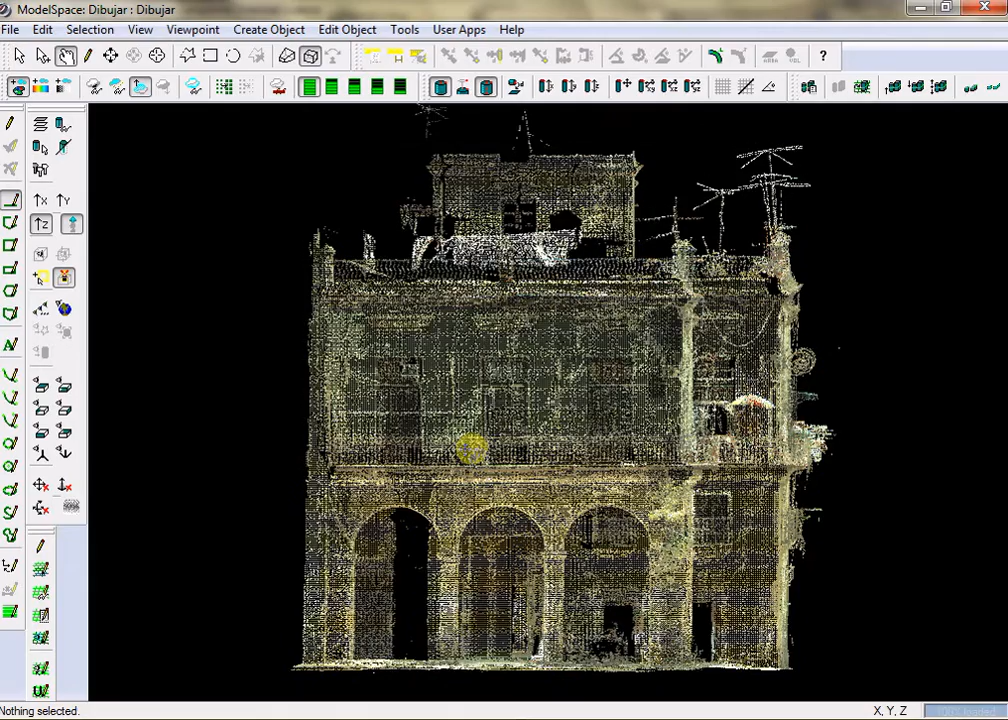 ModelSpace: Dibujar : Dibujar
File Edit Selection View Viewpoint Create Object Edit Object Tools User Apps Help
?
X Y
Z
A
Nothing selected.
X, Y, Z